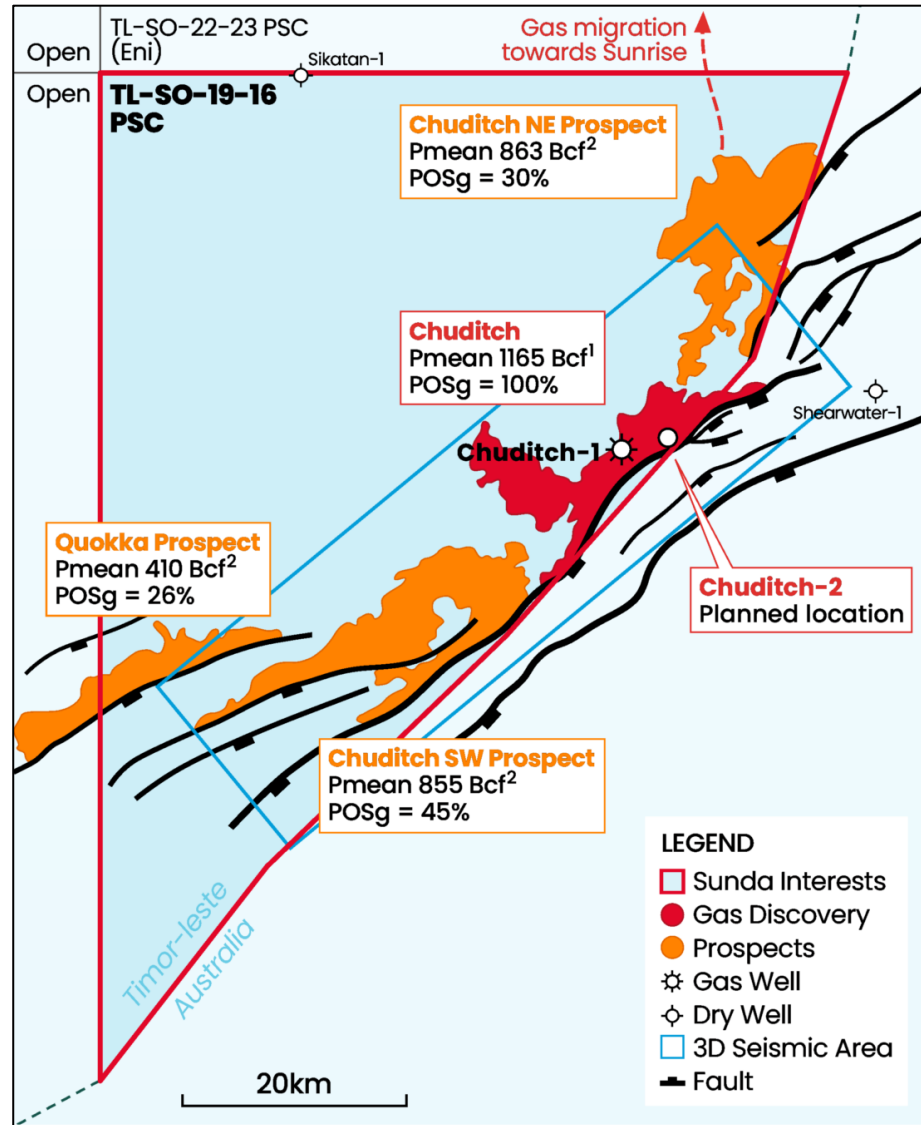 TL-SO-22-23 PSC
(Eni)
Open
Sikatan-1
Gas migration
towards Sunrise
Open
TL-SO-19-16
PSC
Chuditch NE Prospect
Pmean 863 Bcf²
POSg = 30%
Chuditch
Pmean 1165 Bcf¹
POSg = 100%
Shearwater-1
Chuditch-1
Quokka Prospect
Pmean 410 Bcf²
POSg = 26%
Chuditch-2
Planned location
Chuditch SW Prospect
Pmean 855 Bcf²
POSg = 45%
Timor-leste
Australia
20km
LEGEND
Sunda Interests
Gas Discovery
Prospects
Gas Well
Dry Well
3D Seismic Area
Fault